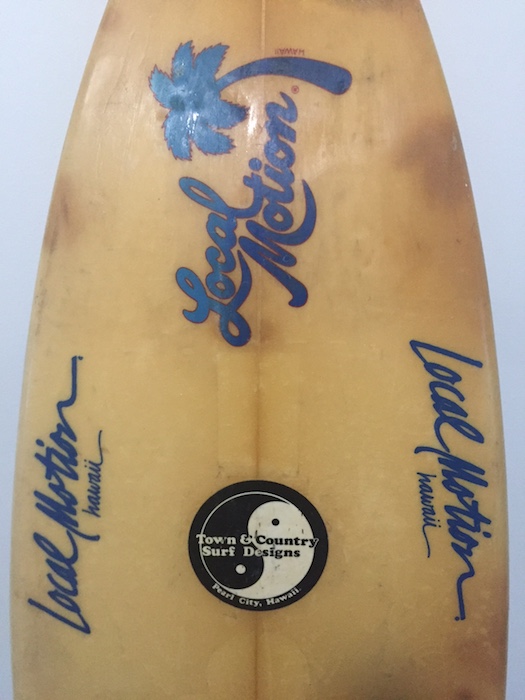 HAWAII
Local
Motion®
Local Motion
hawaii
Local Motion
hawaii
Town & Country
Surf Designs
Pearl City, Hawaii.